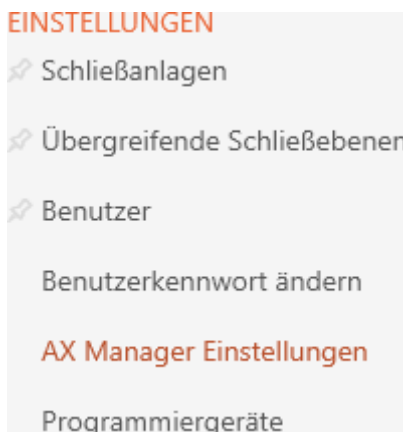 EINSTELLUNGEN
Schließanlagen
Übergreifende Schließebenen
Benutzer
Benutzerkennwort ändern
AX Manager Einstellungen
Programmiergeräte